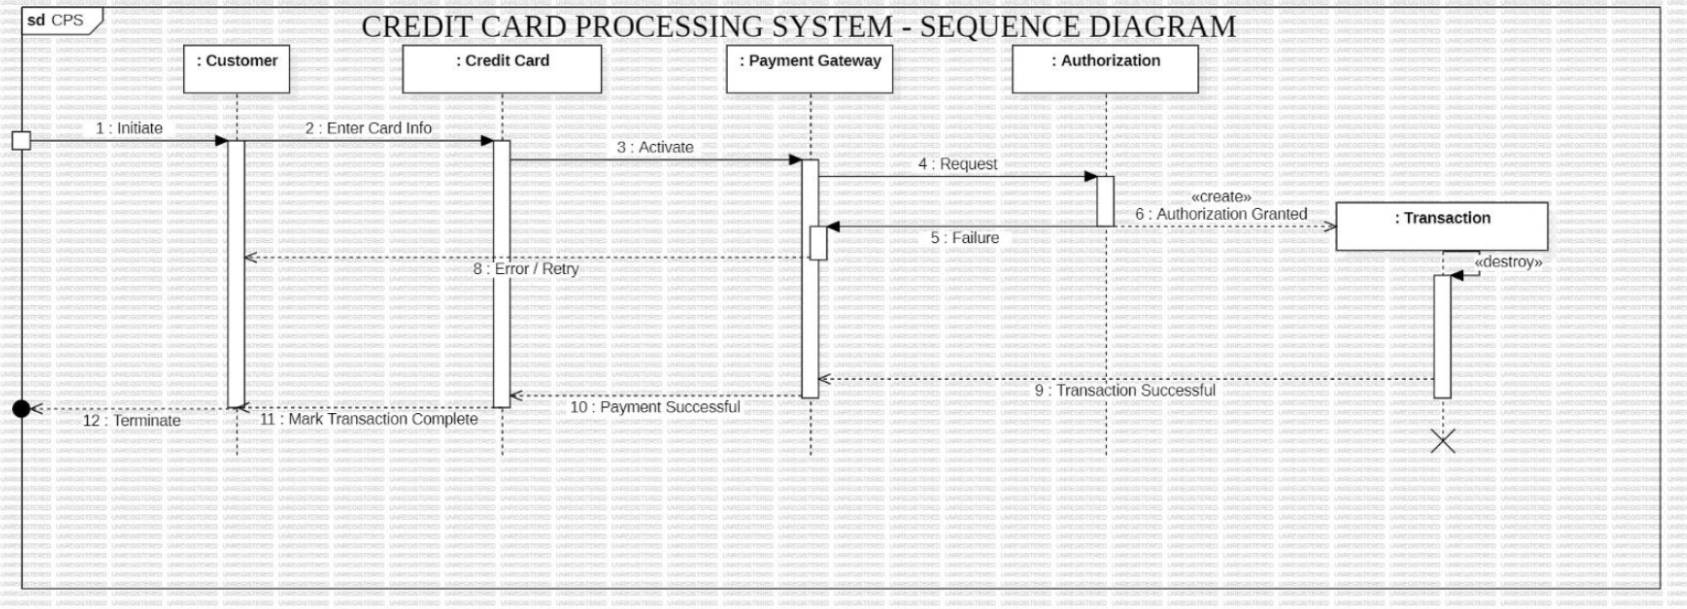 sd CPS
CREDIT CARD PROCESSING SYSTEM - SEQUENCE DIAGRAM
: Customer
: Credit Card
: Payment Gateway
: Authorization
1 : Initiate
2 : Enter Card Info
3 : Activate
4 : Request
«create»
6 : Authorization Granted
: Transaction
5 : Failure
«destroy»
8 : Error / Retry
9 : Transaction Successful
10 : Payment Successful
11 : Mark Transaction Complete
12 : Terminate
UNREGISTERED